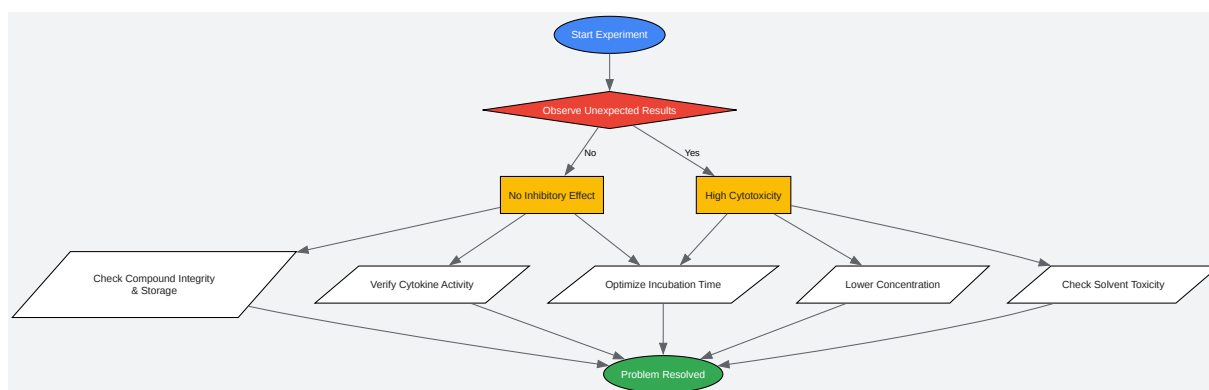 Start Experiment
Observe Unexpected Results
No
Yes
No Inhibitory Effect
High Cytotoxicity
Check Compound Integrity
& Storage
Verify Cytokine Activity
Optimize Incubation Time
Lower Concentration
Check Solvent Toxicity
Problem Resolved